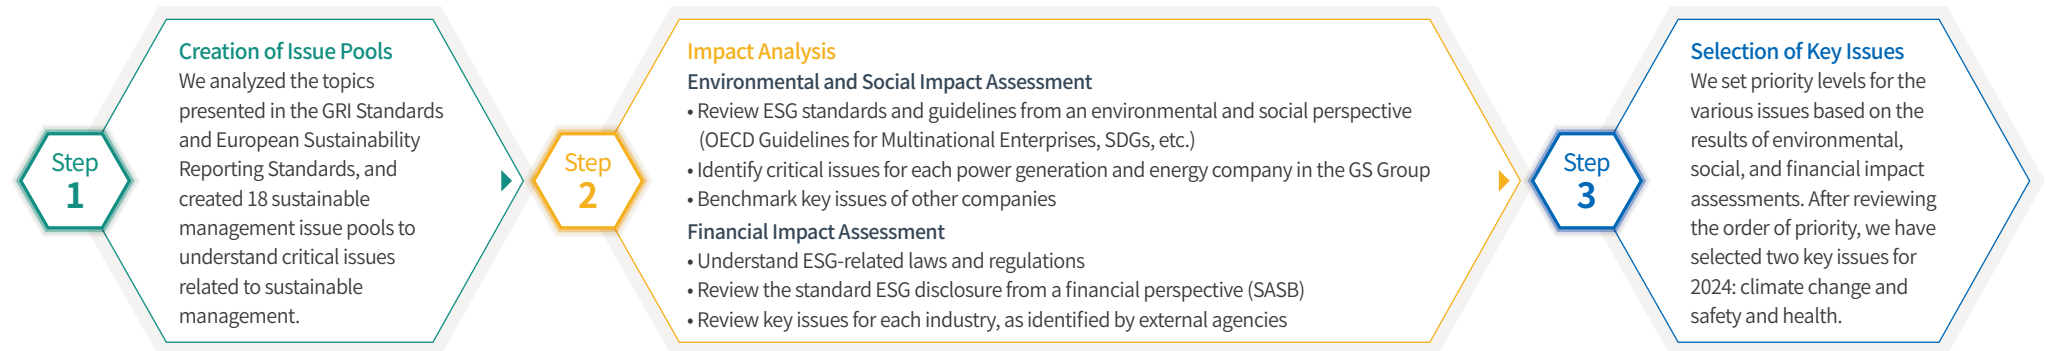 Step
1
Creation of Issue Pools
We analyzed the topics
presented in the GRI Standards
and European Sustainability
Reporting Standards, and
created 18 sustainable
management issue pools to
understand critical issues
related to sustainable
management.
Step
2
Impact Analysis
Environmental and Social Impact Assessment
• Review ESG standards and guidelines from an environmental and social perspective
(OECD Guidelines for Multinational Enterprises, SDGs, etc.)
• Identify critical issues for each power generation and energy company in the GS Group
• Benchmark key issues of other companies
Financial Impact Assessment
• Understand ESG-related laws and regulations
• Review the standard ESG disclosure from a financial perspective (SASB)
• Review key issues for each industry, as identified by external agencies
Step
3
Selection of Key Issues
We set priority levels for the
various issues based on the
results of environmental,
social, and financial impact
assessments. After reviewing
the order of priority, we have
selected two key issues for
2024: climate change and
safety and health.